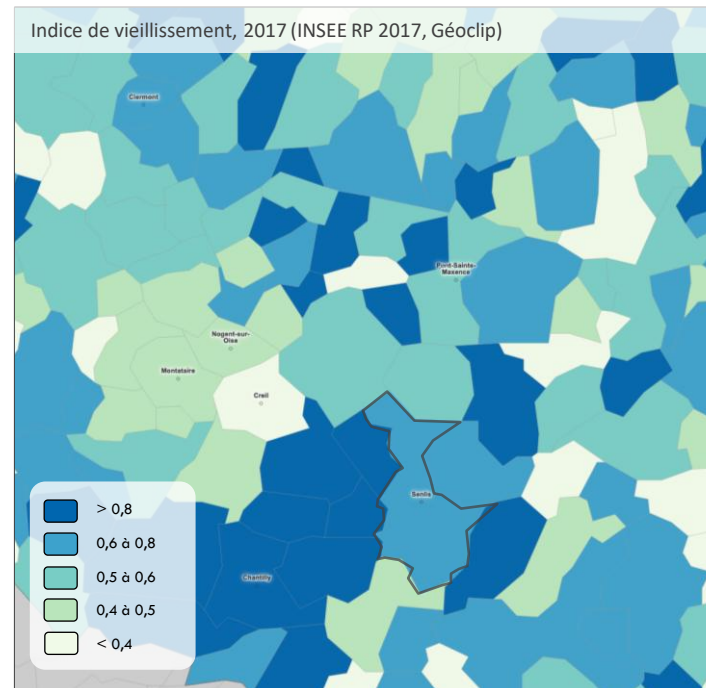 Indice de vieillissement, 2017 (INSEE RP 2017, Géoclip)
Clermont
Pont-Sainte-
Maxence
Nogent-sur-
Oise
Montataire
Creil
Senlis
Chantilly
> 0,8
0,6 à 0,8
0,5 à 0,6
0,4 à 0,5
< 0,4